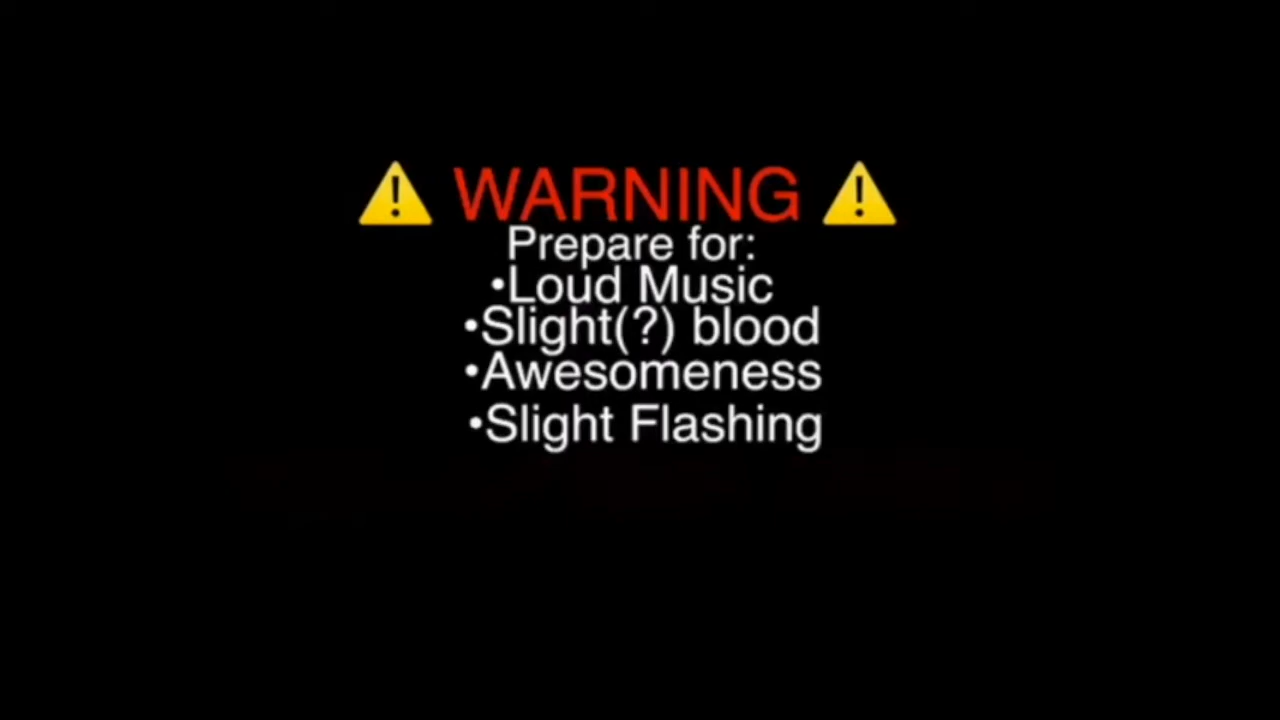 ⚠️ WARNING ⚠️
Prepare for:
•Loud Music
•Slight(?) blood
•Awesomeness
•Slight Flashing